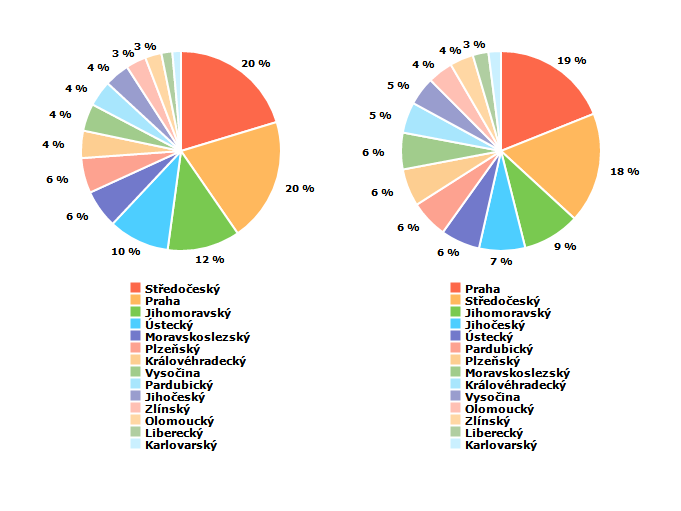 3 %
3 %
4 %
4 %
4 %
4 %
6 %
6 %
10 %
12 %
20 %
20 %
Středočeský
Praha
Jihomoravský
Ústecký
Moravskoslezský
Plzeňský
Královéhradecký
Vysočina
Pardubický
Jihočeský
Zlínský
Olomoucký
Liberecký
Karlovarský
3 %
4 %
4 %
5 %
5 %
6 %
6 %
6 %
6 %
7 %
9 %
18 %
19 %
Praha
Středočeský
Jihomoravský
Jihočeský
Ústecký
Pardubický
Plzeňský
Moravskoslezský
Královéhradecký
Vysočina
Olomoucký
Zlínský
Liberecký
Karlovarský